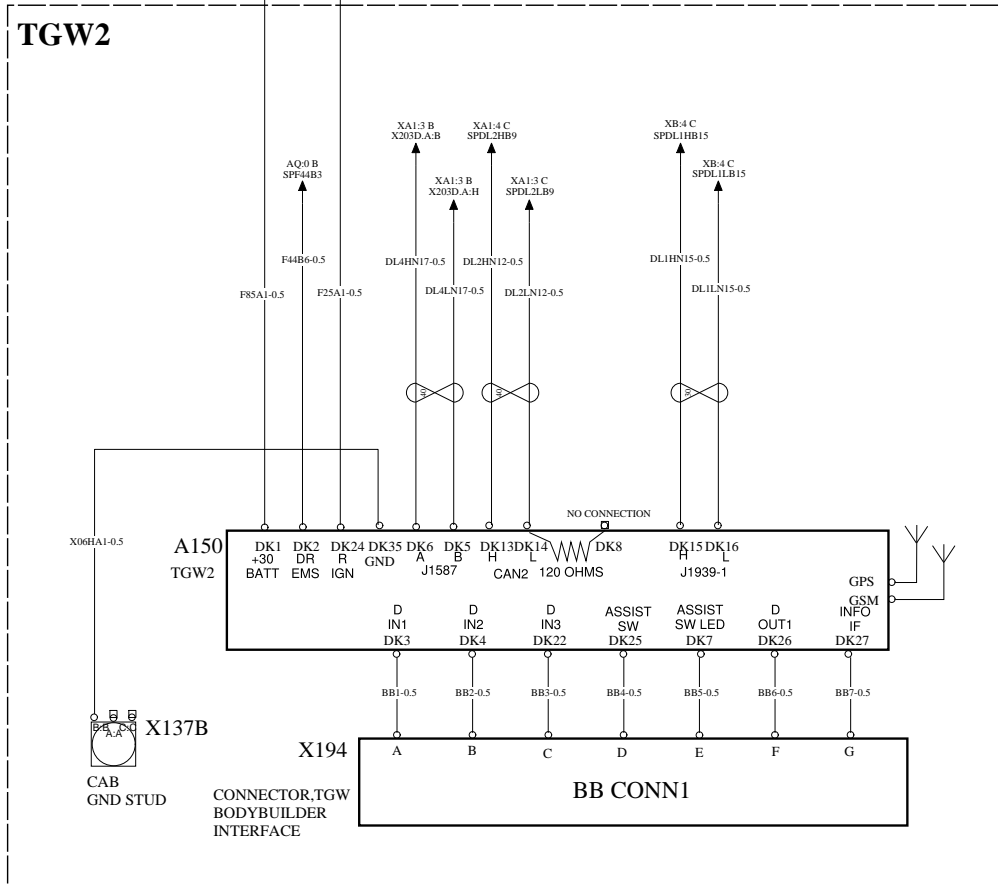 TGW2
XA1:3 B
X203D.A:B
XA1:4 C
SPDL2HB9
XB:4 C
SPDL1HB15
AQ:0 B
SPF44B3
XA1:3 B
X203D.A:H
XA1:3 C
SPDL2LB9
XB:4 C
SPDL1LB15
F44B6-0.5
DL4HN17-0.5
DL2HN12-0.5
DL1HN15-0.5
F85A1-0.5
F25A1-0.5
DL4LN17-0.5
DL2LN12-0.5
DL1LN15-0.5
40
40
30
NO CONNECTION
X06HA1-0.5
A150
TGW2
DK1
+30
BATT
DK2
DR
EMS
DK24
R
IGN
DK35
GND
DK6
A
DK5
B
J1587
DK13
H
DK14
L
CAN2
120 OHMS
DK8
DK15
H
DK16
L
J1939-1
GPS
GSM
D
IN1
DK3
D
IN2
DK4
D
IN3
DK22
ASSIST
SW
DK25
ASSIST
SW LED
DK7
D
OUT1
DK26
INFO
IF
DK27
BB1-0.5
BB2-0.5
BB3-0.5
BB4-0.5
BB5-0.5
BB6-0.5
BB7-0.5
B:B
A:A
C:C
X137B
CAB
GND STUD
X194
A
B
C
D
E
F
G
BB CONN1
CONNECTOR,TGW
BODYBUILDER
INTERFACE